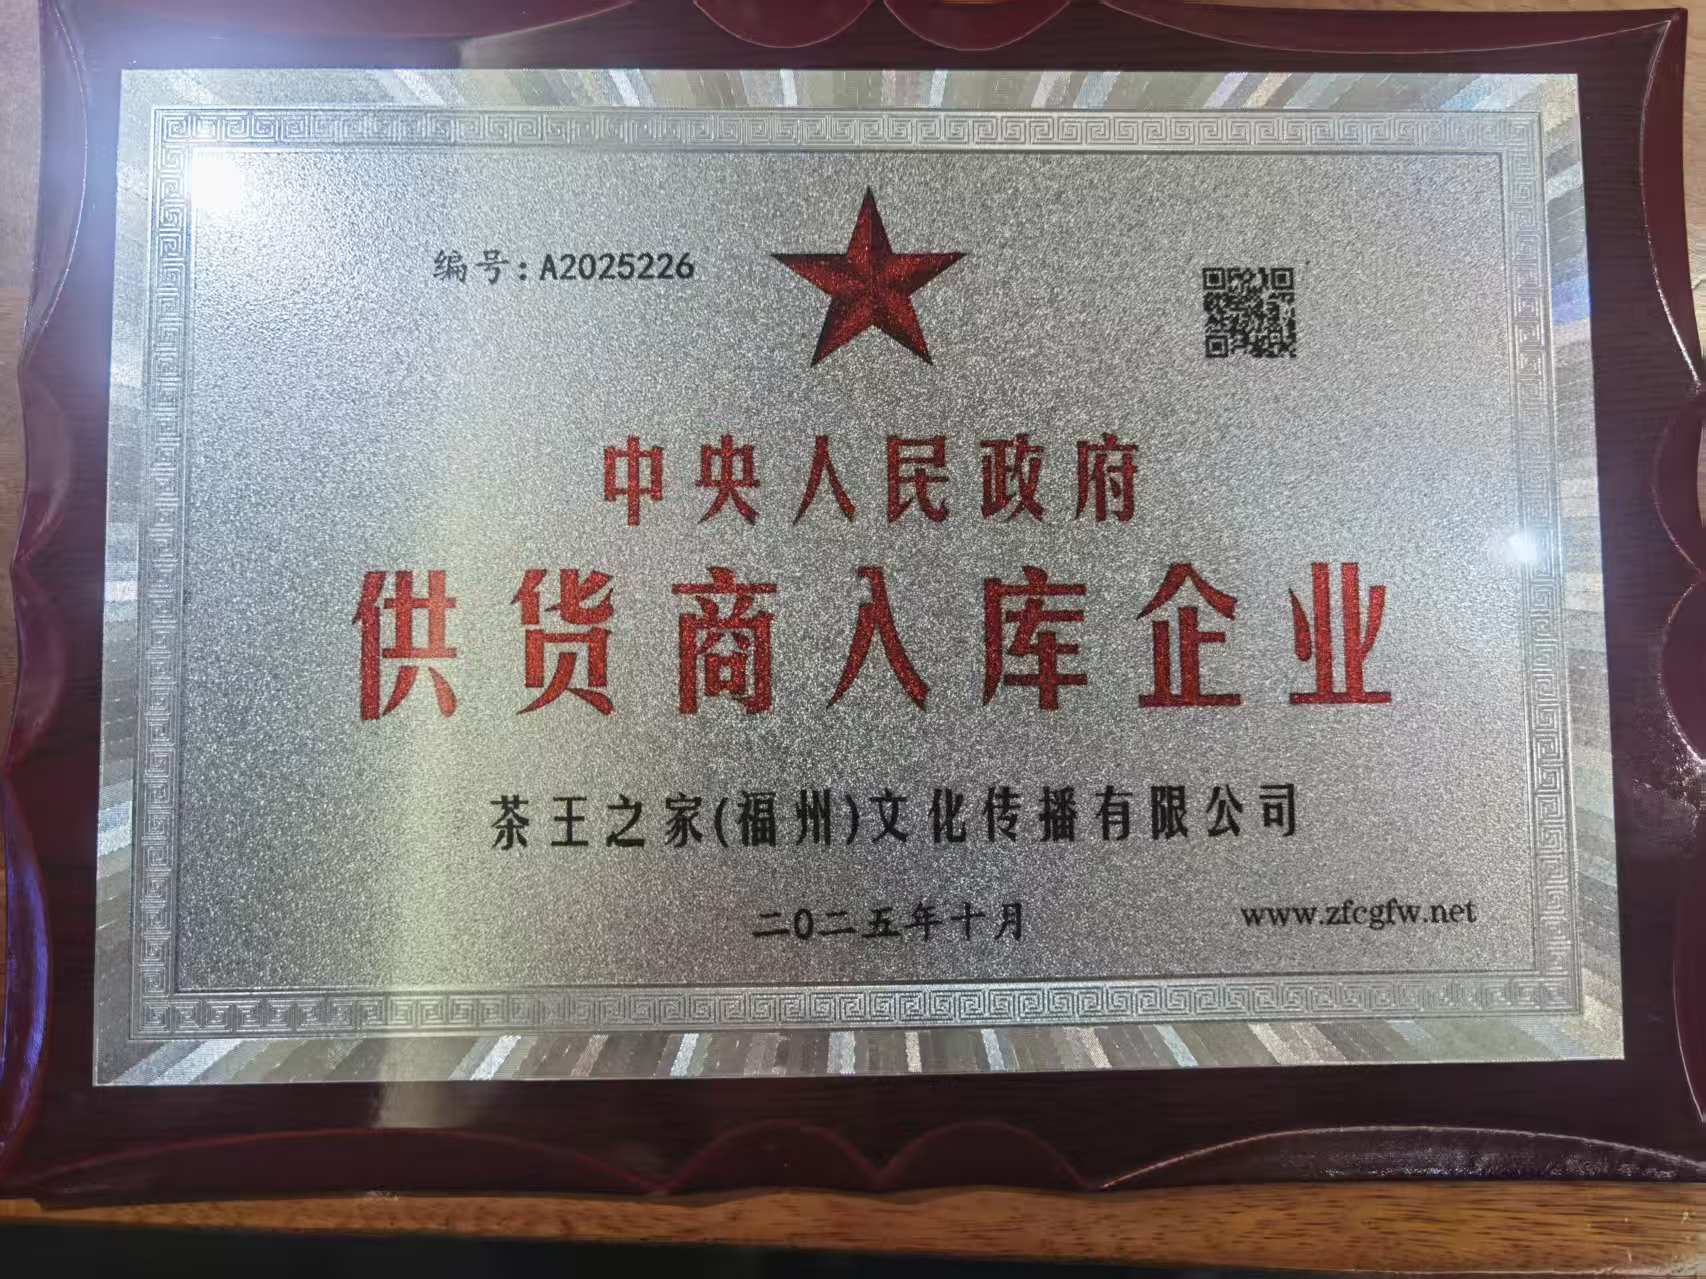 编号:A2025226
中央人民政府
供货商入库企业
茶王之家(福州)文化传播有限公司
二〇二五年十月
www.zfcgfw.net